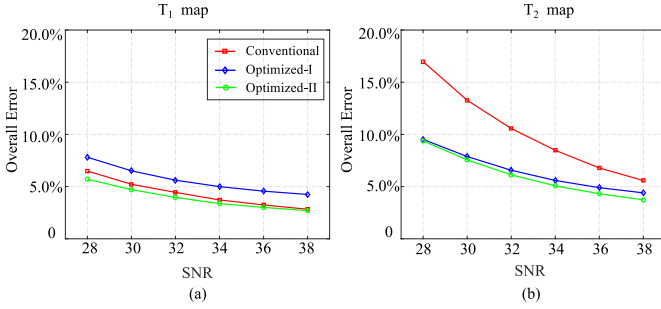 T₁ map
20.0%
15.0%
10.0%
5.0%
0
Overall Error
Conventional
Optimized-I
Optimized-II
28 30 32 34 36 38
SNR
(a)
T₂ map
20.0%
15.0%
10.0%
5.0%
0
Overall Error
28 30 32 34 36 38
SNR
(b)